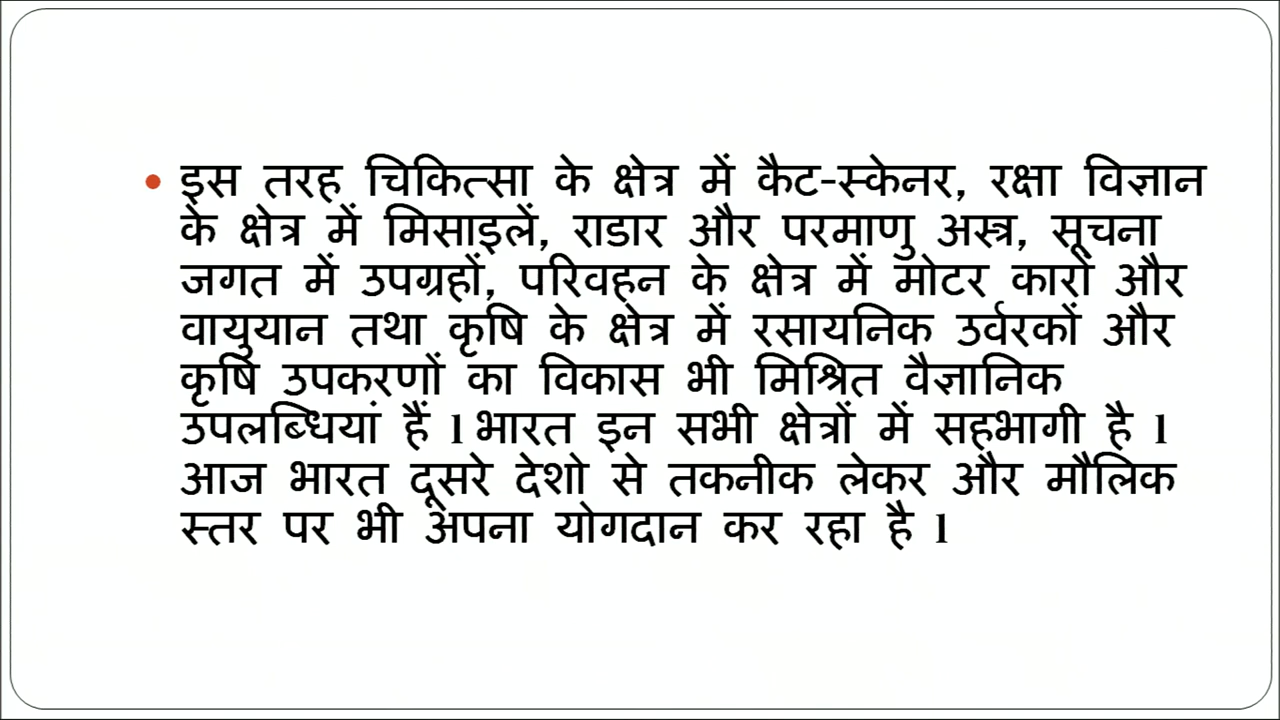 • इस तरह चिकित्सा के क्षेत्र में कैट-स्केनर, रक्षा विज्ञान
के क्षेत्र में मिसाइलें, राडार और परमाणु अस्त्र, सूचना
जगत में उपग्रहों, परिवहन के क्षेत्र में मोटर कारों और
वायुयान तथा कृषि के क्षेत्र में रसायनिक उर्वरकों और
कृषि उपकरणों का विकास भी मिश्रित वैज्ञानिक
उपलब्धियां हैं l भारत इन सभी क्षेत्रों में सहभागी है l
आज भारत दूसरे देशो से तकनीक लेकर और मौलिक
स्तर पर भी अपना योगदान कर रहा है l